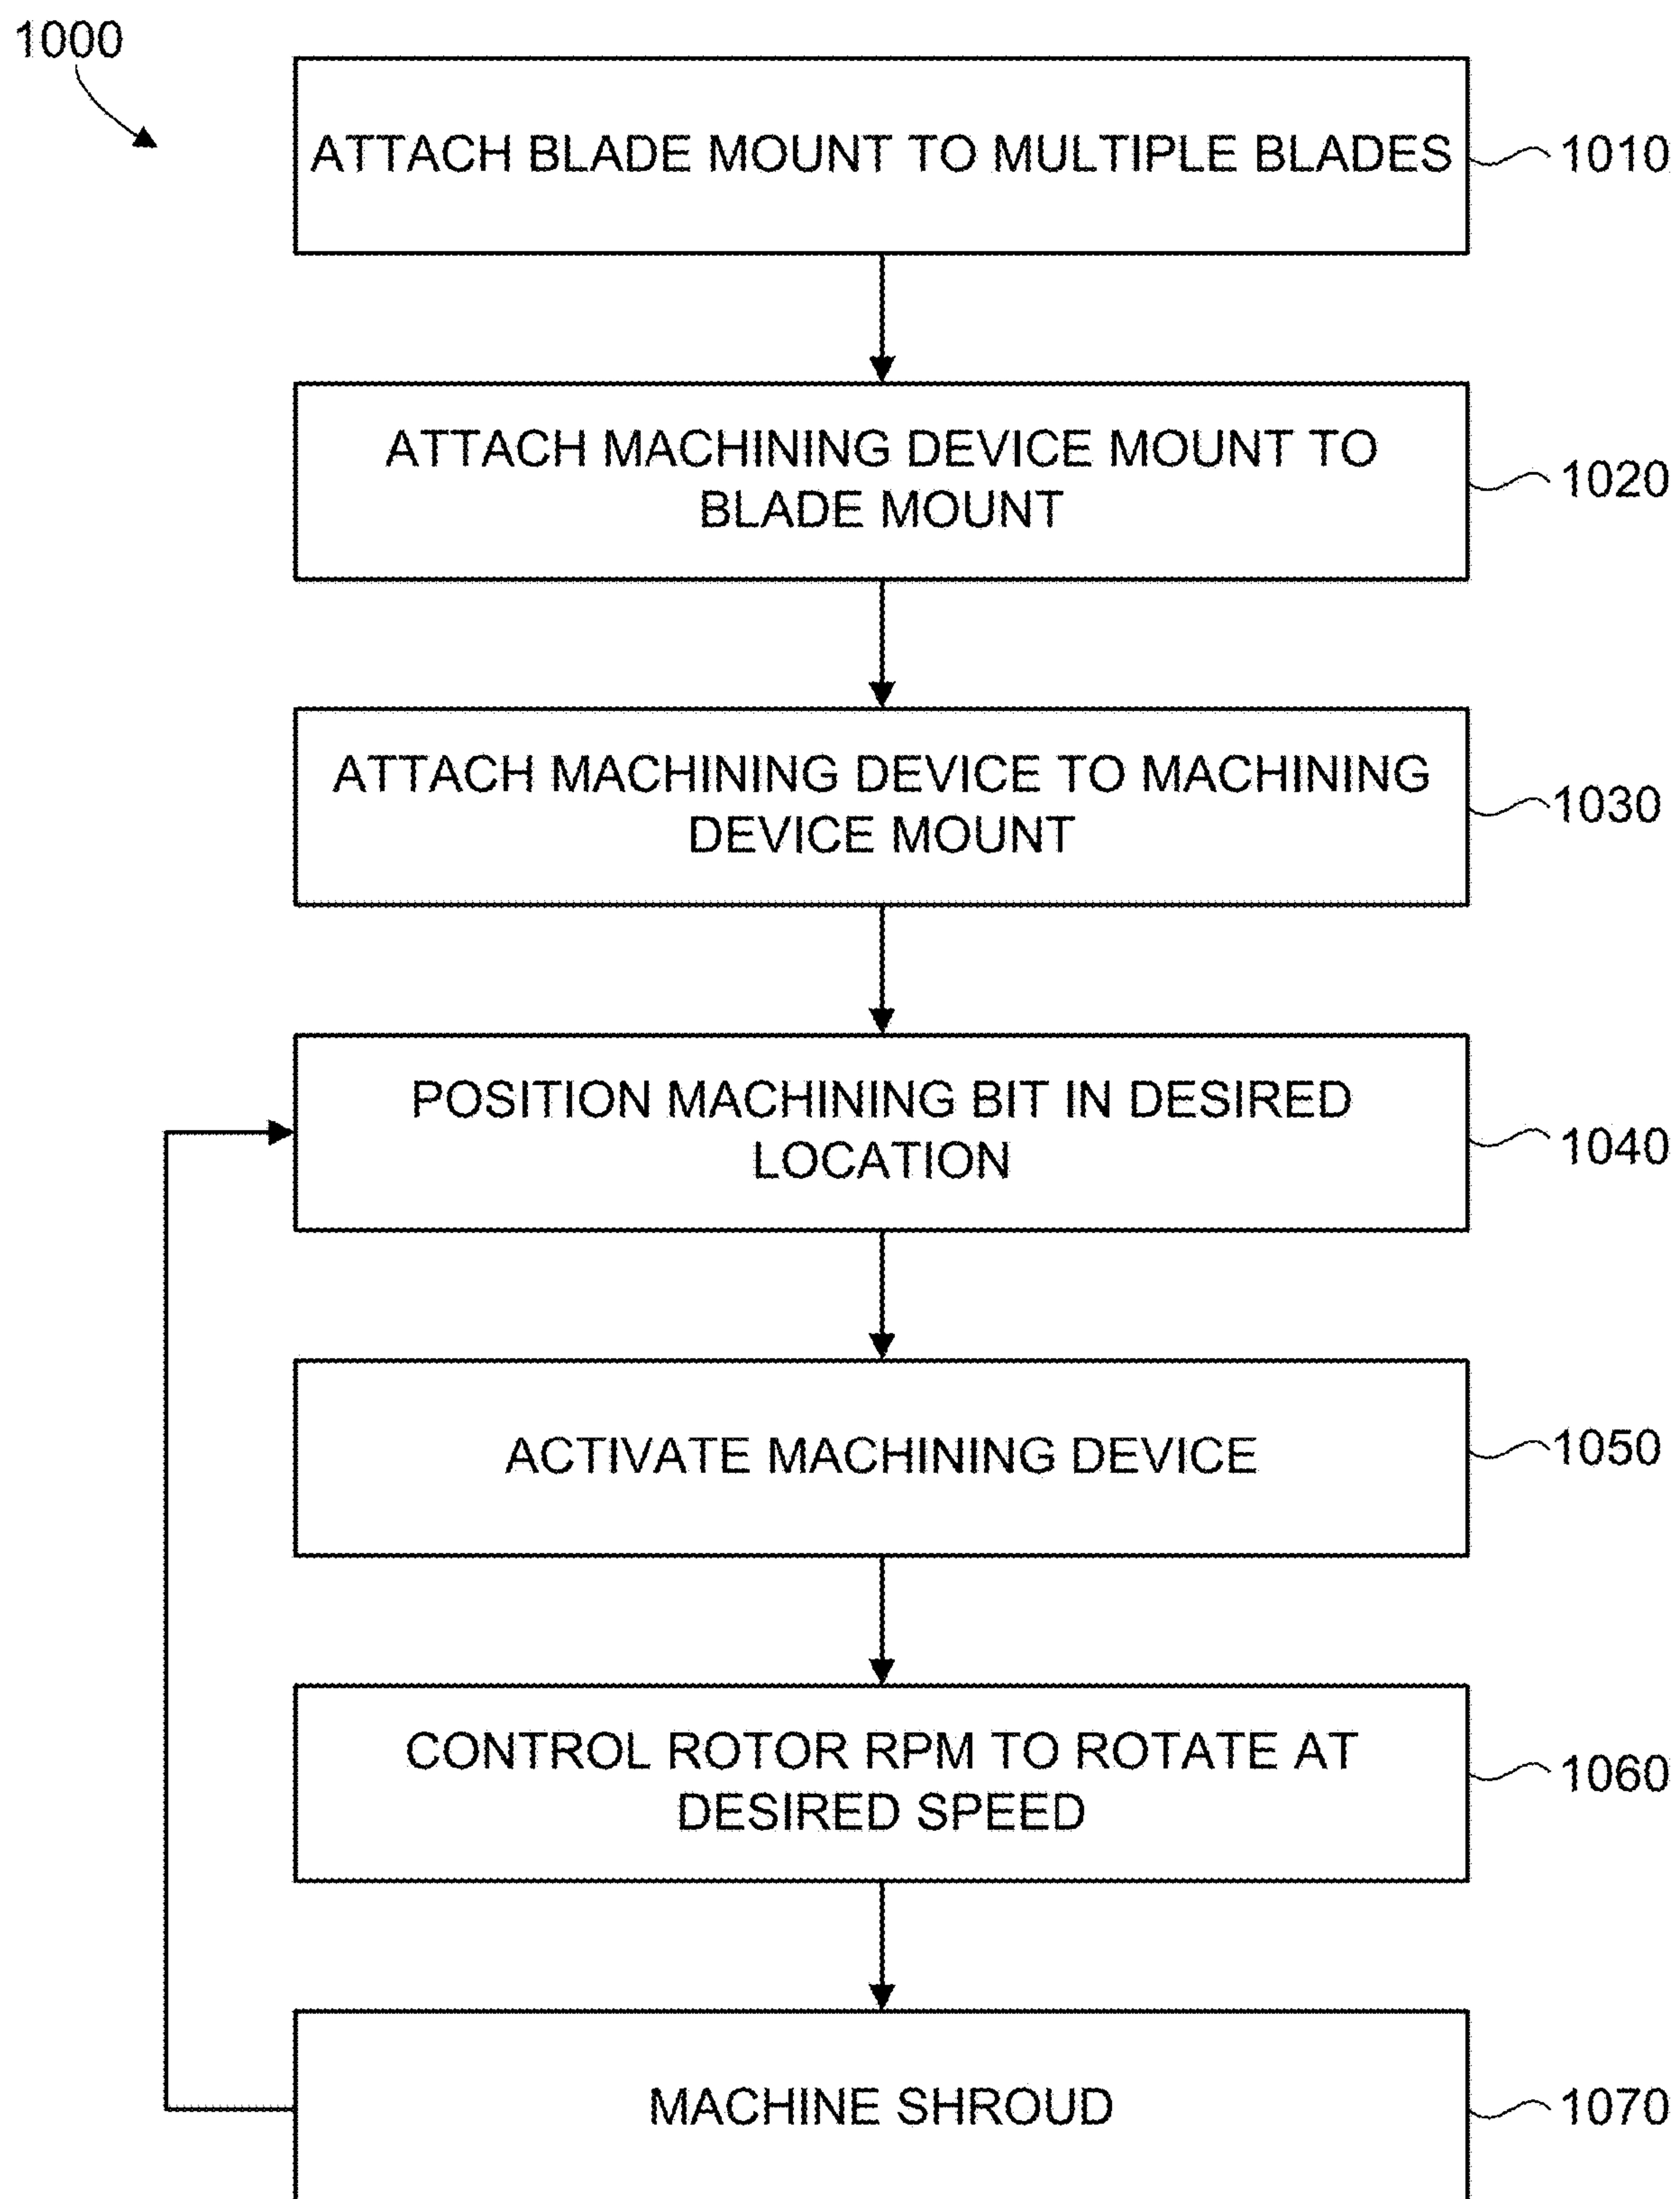 1000
ATTACH BLADE MOUNT TO MULTIPLE BLADES
1010
ATTACH MACHINING DEVICE MOUNT TO
BLADE MOUNT
1020
ATTACH MACHINING DEVICE TO MACHINING
DEVICE MOUNT
1030
POSITION MACHINING BIT IN DESIRED
LOCATION
1040
ACTIVATE MACHINING DEVICE
1050
CONTROL ROTOR RPM TO ROTATE AT
DESIRED SPEED
1060
MACHINE SHROUD
1070